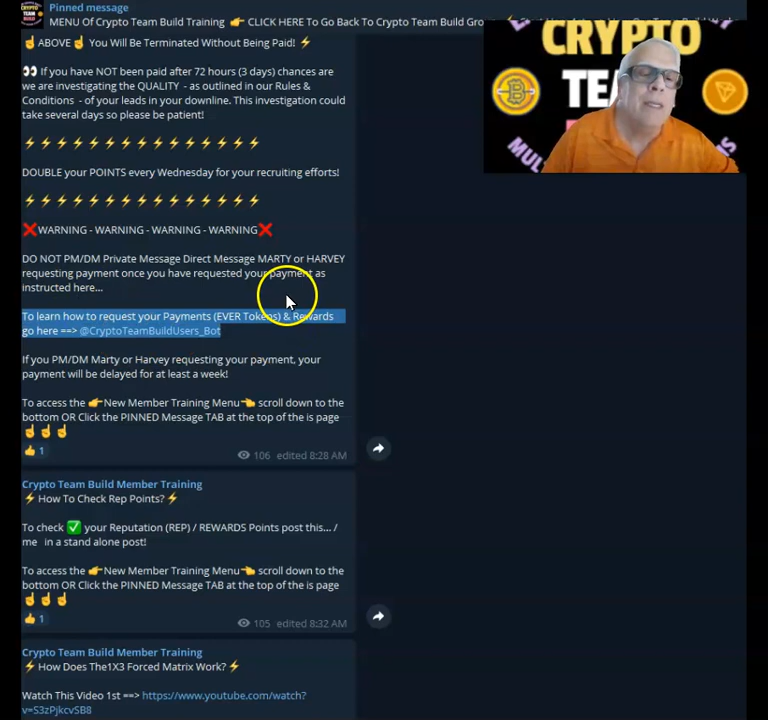 Pinned message
MENU Of Crypto Team Build Training 👉 CLICK HERE To Go Back To Crypto Team Build Gro
☝ABOVE☝ You Will Be Terminated Without Being Paid! ⚡
👀 If you have NOT been paid after 72 hours (3 days) chances are
we are investigating the QUALITY - as outlined in our Rules &
Conditions - of your leads in your downline. This investigation could
take several days so please be patient!
⚡⚡⚡⚡⚡⚡⚡⚡⚡⚡⚡⚡⚡⚡⚡
DOUBLE your POINTS every Wednesday for your recruiting efforts!
⚡⚡⚡⚡⚡⚡⚡⚡⚡⚡⚡⚡⚡⚡⚡
❌WARNING - WARNING - WARNING - WARNING❌
DO NOT PM/DM Private Message Direct Message MARTY or HARVEY
requesting payment once you have requested your payment as
instructed here...
To learn how to request your Payments (EVER Tokens) & Rewards
go here ==> @CryptoTeamBuildUsers_Bot
If you PM/DM Marty or Harvey requesting your payment, your
payment will be delayed for at least a week!
To access the 👉New Member Training Menu👈 scroll down to the
bottom OR Click the PINNED Message TAB at the top of the is page
☝☝☝
👍 1
106 edited 8:28 AM
Crypto Team Build Member Training
⚡How To Check Rep Points?⚡
To check ✅ your Reputation (REP) / REWARDS Points post this... /
me in a stand alone post!
To access the 👉New Member Training Menu👈 scroll down to the
bottom OR Click the PINNED Message TAB at the top of the is page
☝☝☝
👍 1
105 edited 8:32 AM
Crypto Team Build Member Training
⚡How Does The1X3 Forced Matrix Work?⚡
Watch This Video 1st ==> https://www.youtube.com/watch?
v=S3zPjkcvSB8
CRYPTO
TEAM
MUL